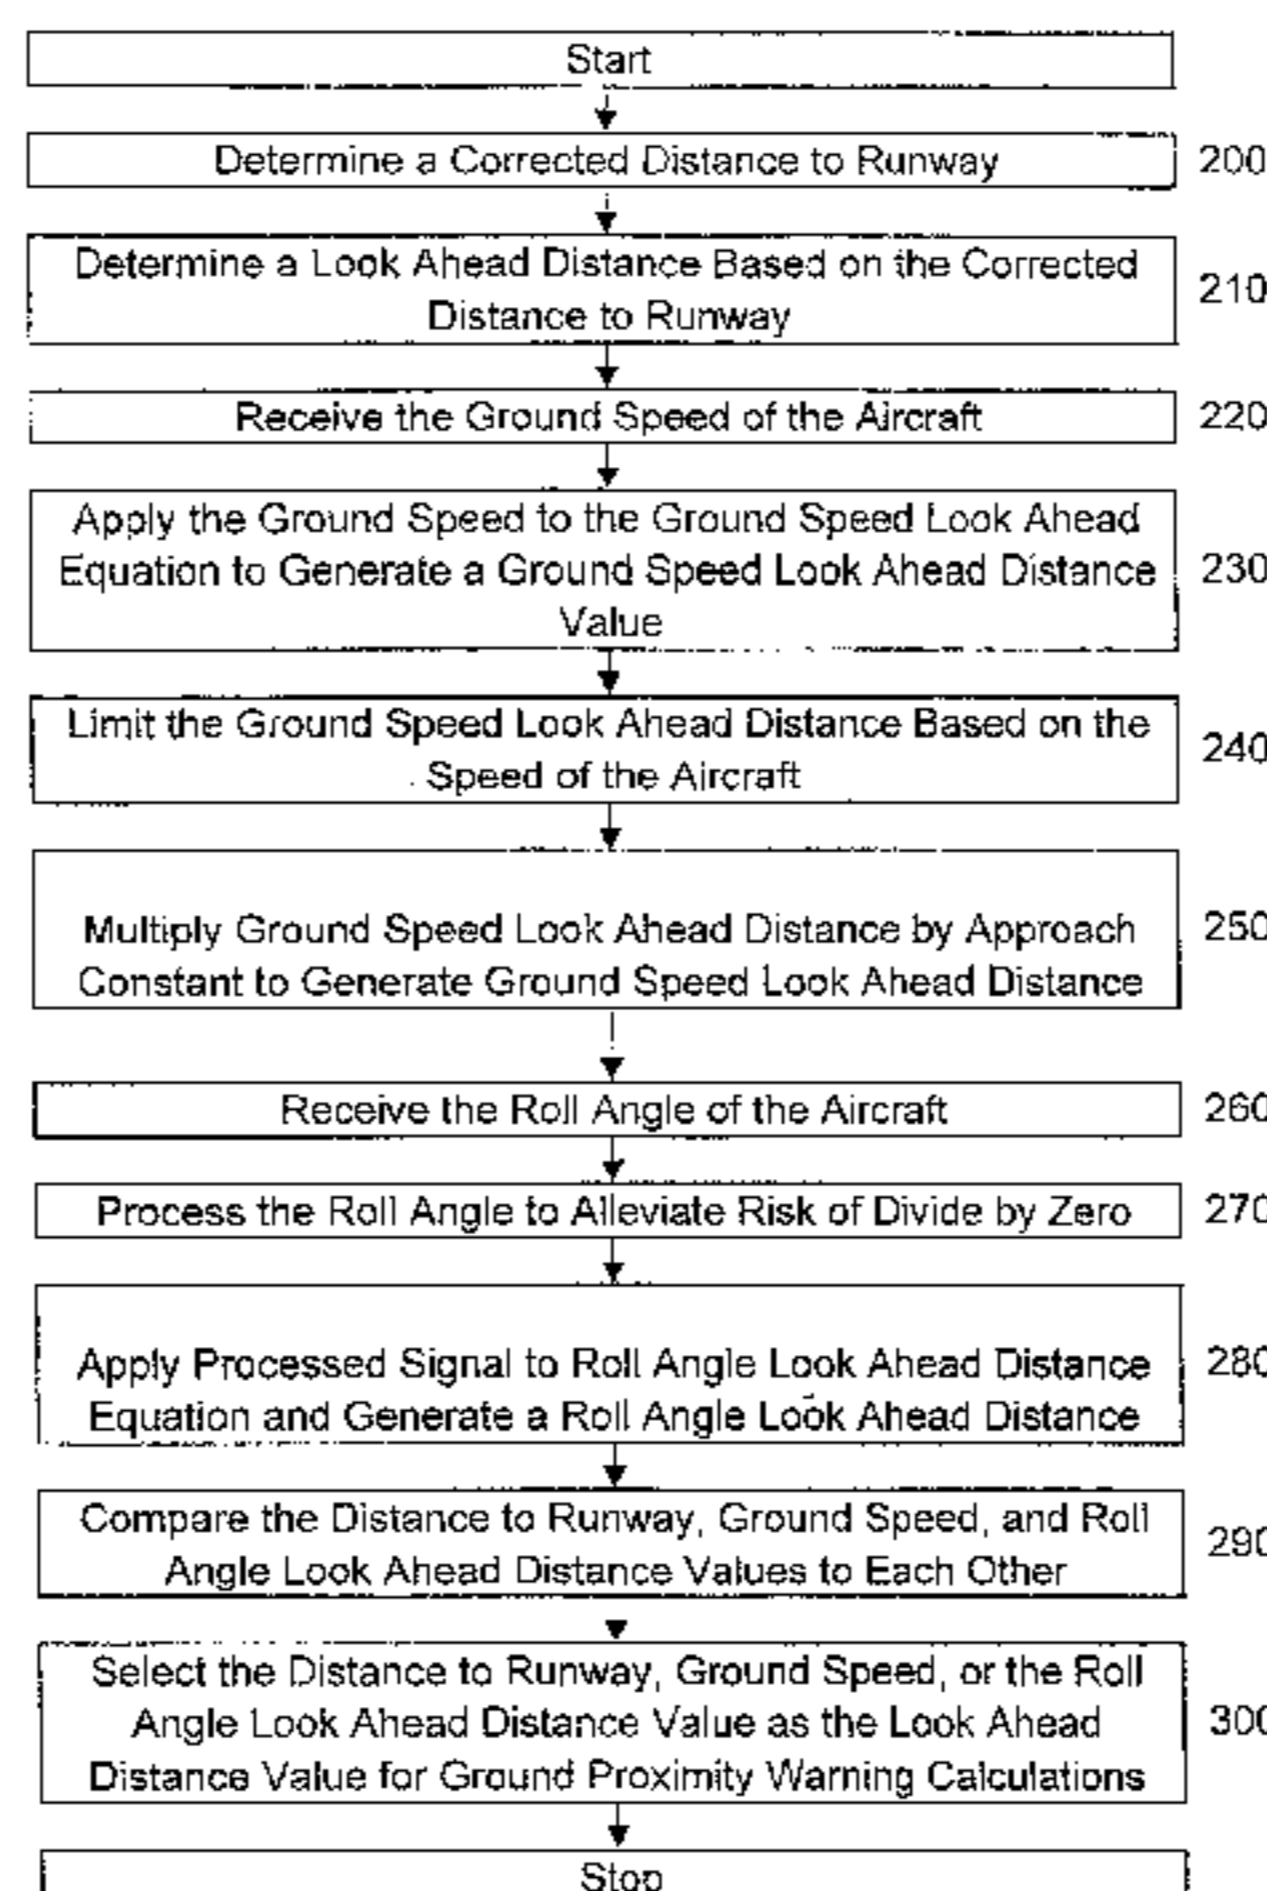 Start
Determine a Corrected Distance to Runway
200
Determine a Look Ahead Distance Based on the Corrected
Distance to Runway
210
Receive the Ground Speed of the Aircraft
220
Apply the Ground Speed to the Ground Speed Look Ahead
Equation to Generate a Ground Speed Look Ahead Distance
Value
230
Limit the Ground Speed Look Ahead Distance Based on the
Speed of the Aircraft
240
Multiply Ground Speed Look Ahead Distance by Approach
Constant to Generate Ground Speed Look Ahead Distance
250
Receive the Roll Angle of the Aircraft
260
Process the Roll Angle to Alleviate Risk of Divide by Zero
270
Apply Processed Signal to Roll Angle Look Ahead Distance
Equation and Generate a Roll Angle Look Ahead Distance
280
Compare the Distance to Runway, Ground Speed, and Roll
Angle Look Ahead Distance Values to Each Other
290
Select the Distance to Runway, Ground Speed, or the Roll
Angle Look Ahead Distance Value as the Look Ahead
Distance Value for Ground Proximity Warning Calculations
300
Stop